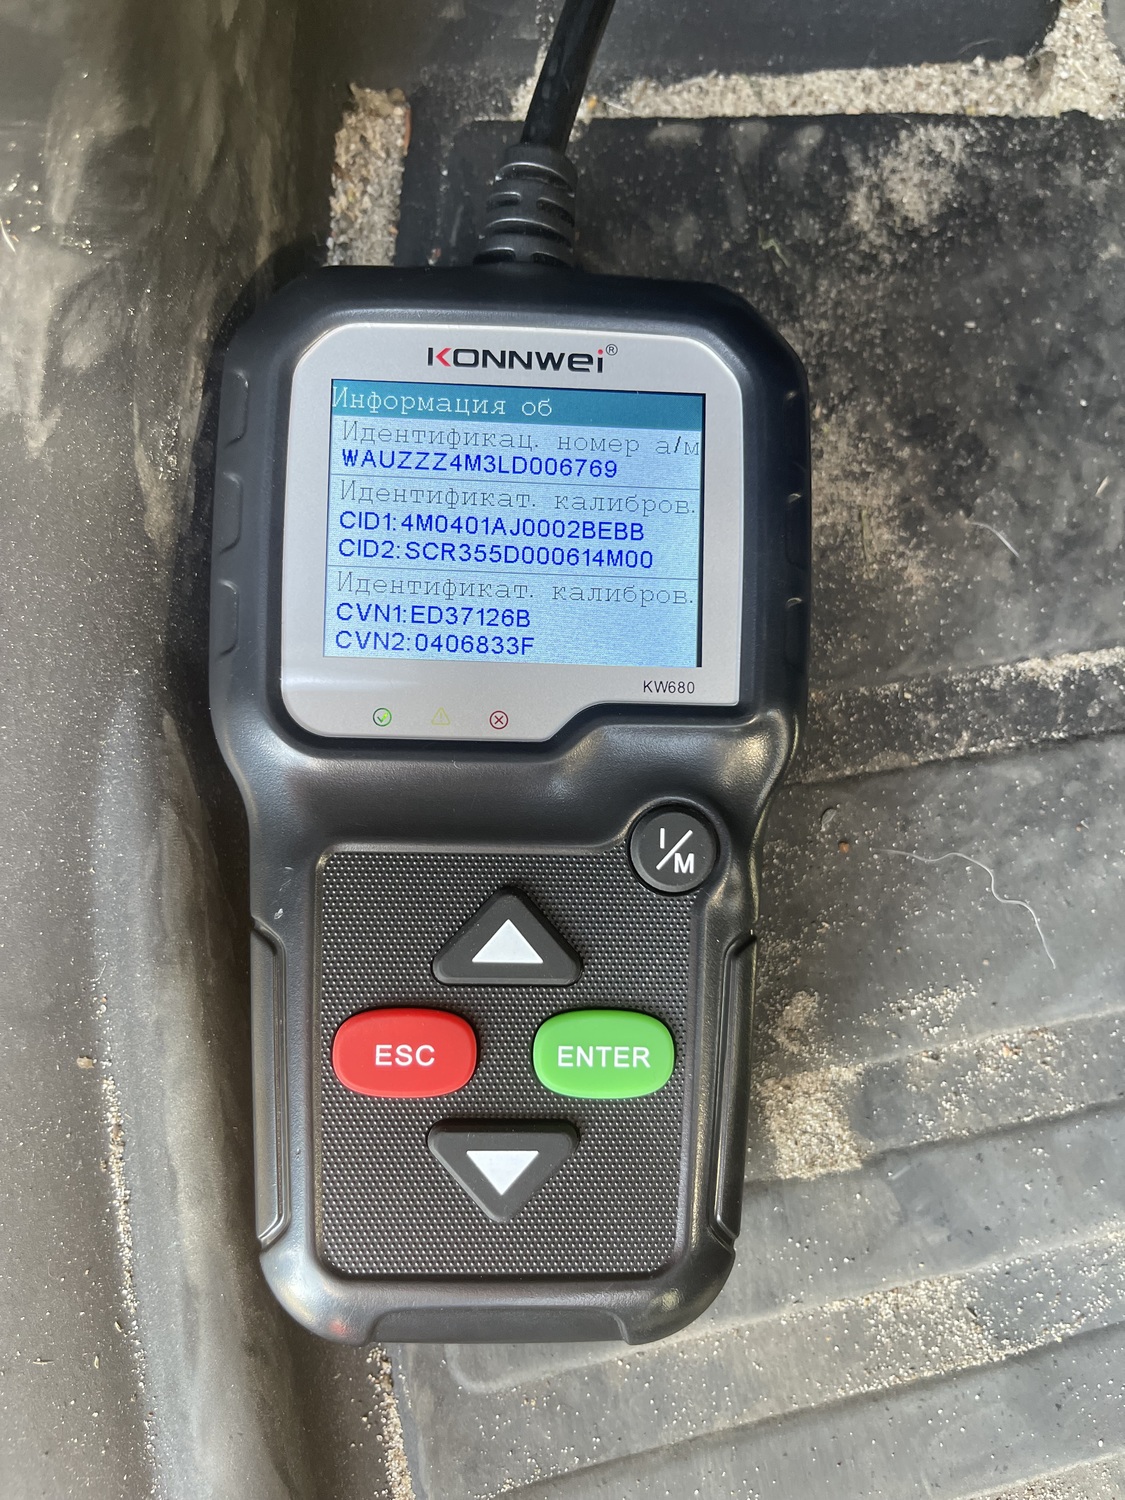 KONNWEI®
Информация об
Идентификац. номер а/м
WAUZZZ4M3LD006769
Идентификат. калибров.
CID1:4M0401AJ0002BEBB
CID2:SCR355D000614M00
Идентификат. калибров.
CVN1:ED37126B
CVN2:0406833F
KW680
I/M
ESC
ENTER